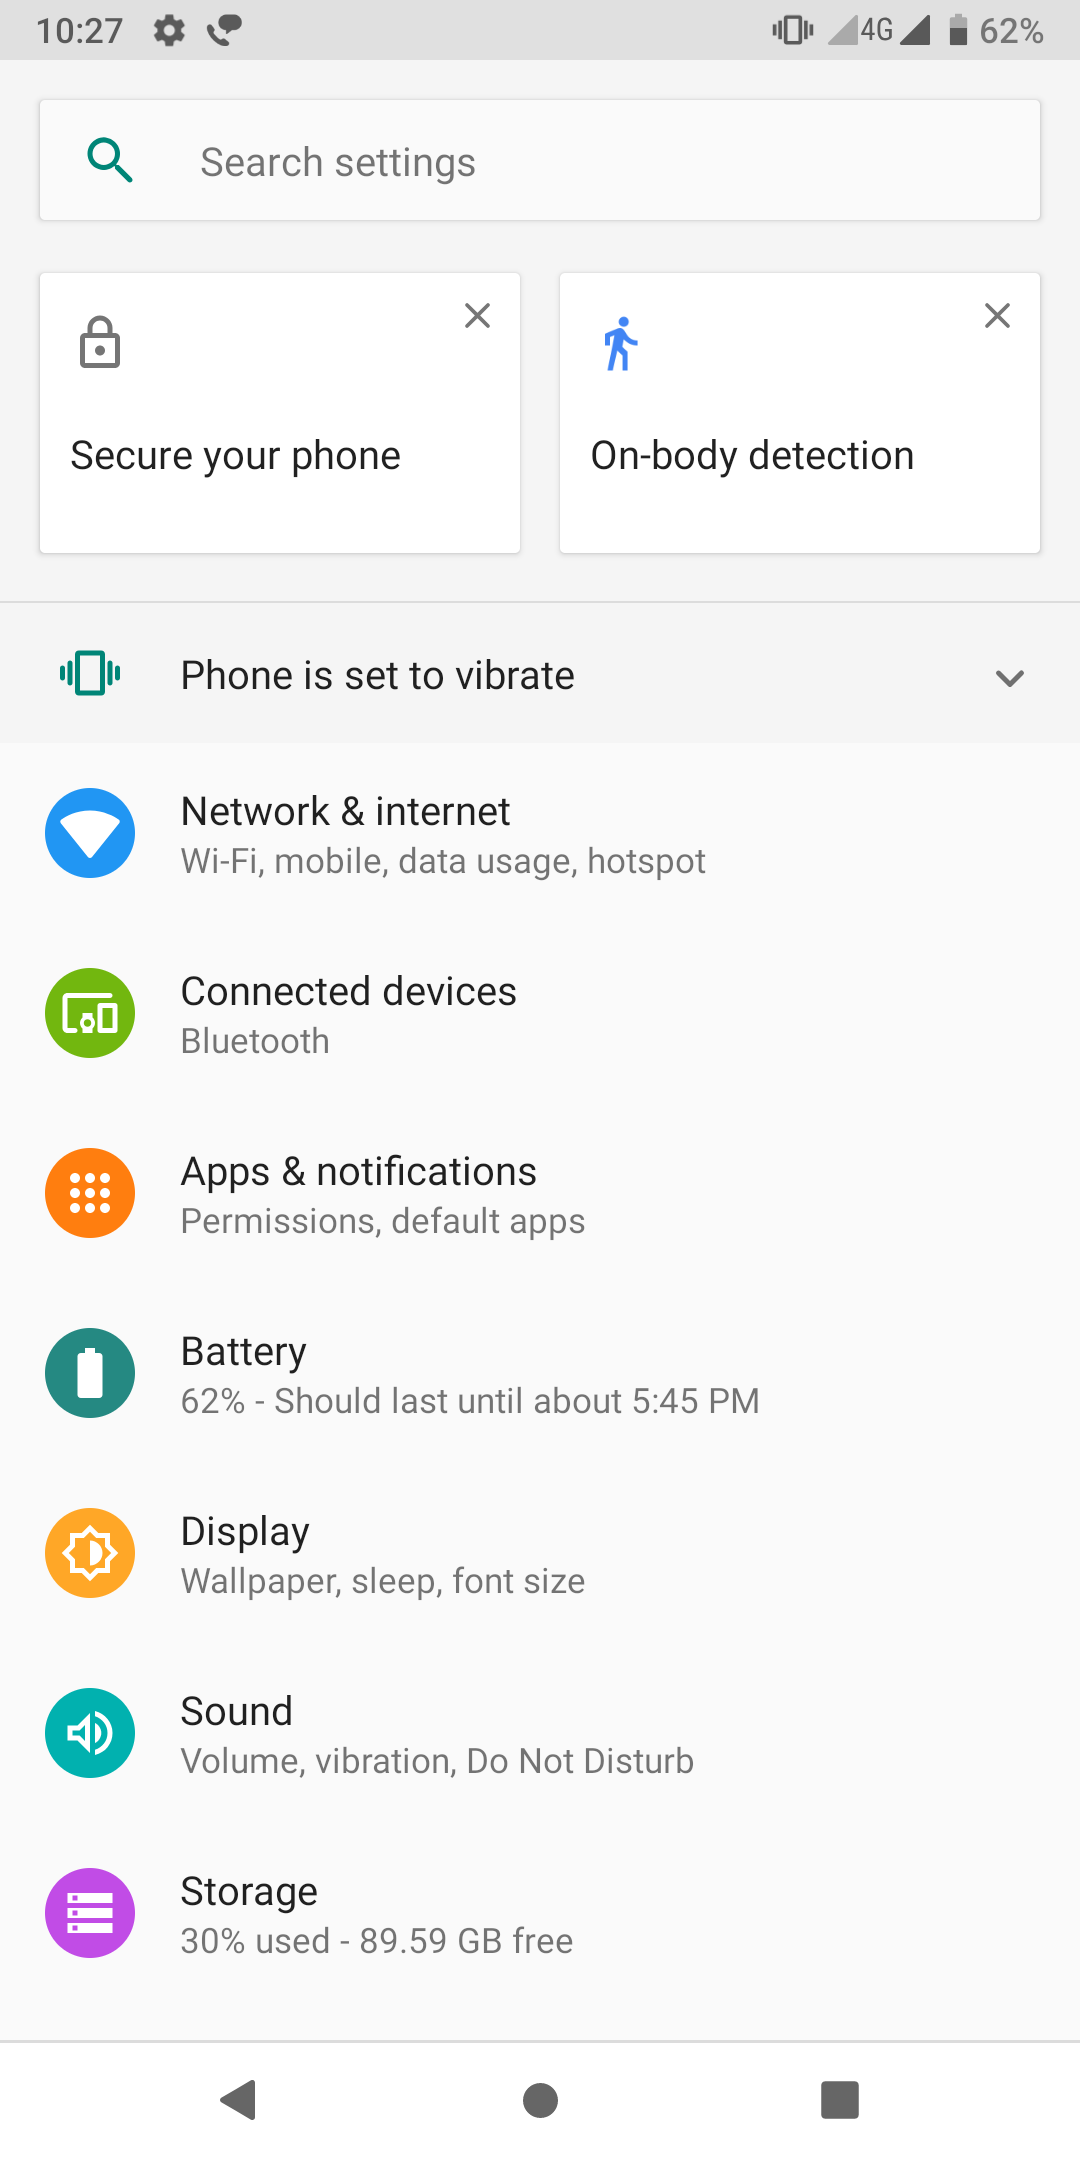 10:27 4G 62%
Search settings
Secure your phone
On-body detection
Phone is set to vibrate
Network & internet
Wi-Fi, mobile, data usage, hotspot
Connected devices
Bluetooth
Apps & notifications
Permissions, default apps
Battery
62% - Should last until about 5:45 PM
Display
Wallpaper, sleep, font size
Sound
Volume, vibration, Do Not Disturb
Storage
30% used - 89.59 GB free